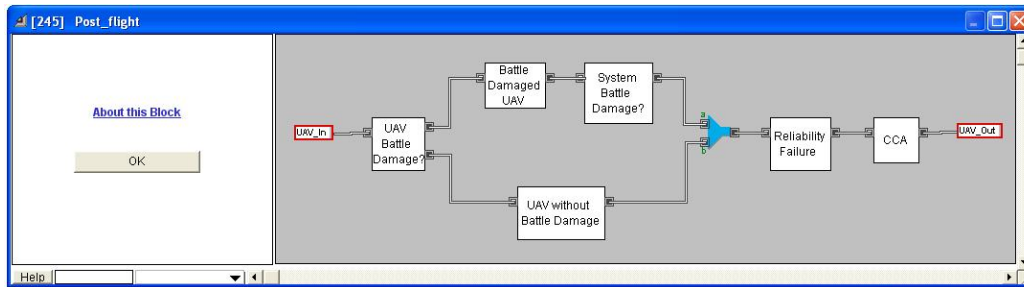 [245] Post_flight
About this Block
OK
Help
UAV_In
UAV
Battle
Damage?
Battle
Damaged
UAV
System
Battle
Damage?
UAV without
Battle Damage
a
b
Reliability
Failure
CCA
UAV_Out